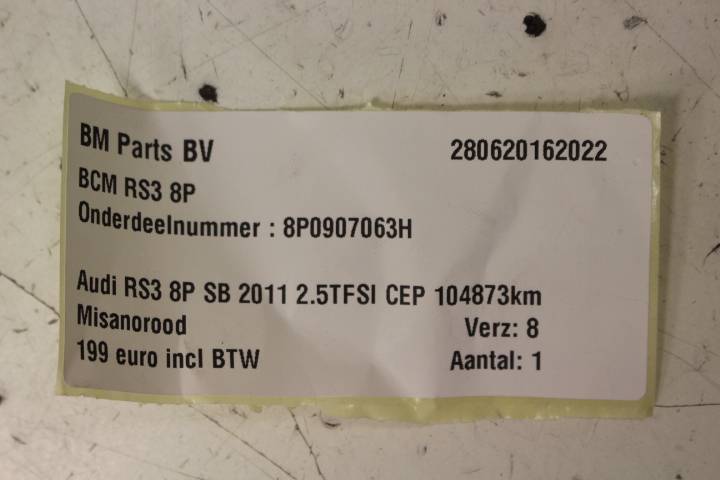 BM Parts BV 280620162022
BCM RS3 8P
Onderdeelnummer : 8P0907063H
Audi RS3 8P SB 2011 2.5TFSI CEP 104873km
Misanorood Verz: 8
199 euro incl BTW Aantal: 1